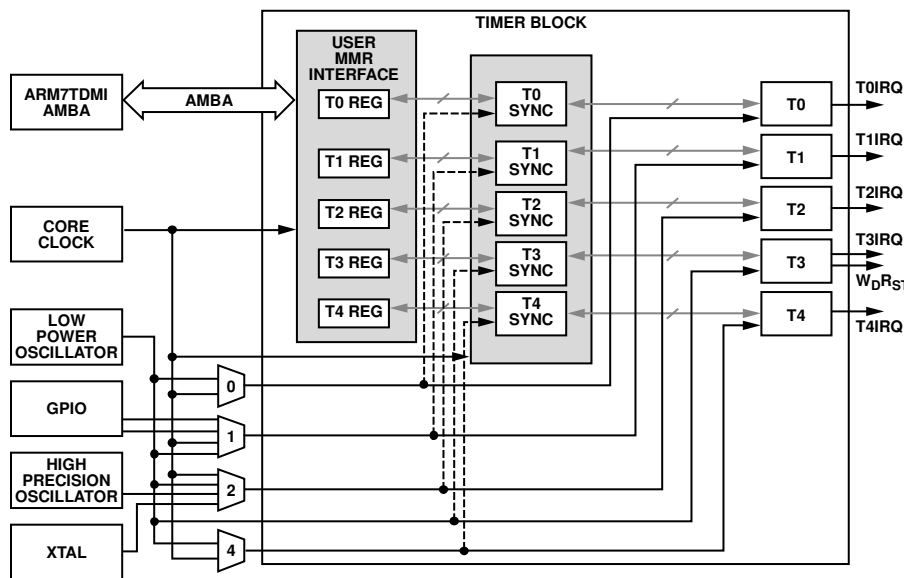 TIMER BLOCK
USER
MMR
INTERFACE
ARM7TDMI
AMBA
AMBA
T0 REG
T0
SYNC
T0
T0IRQ
T1 REG
T1
SYNC
T1
T1IRQ
CORE
CLOCK
T2 REG
T2
SYNC
T2
T2IRQ
T3 REG
T3
SYNC
T3
T3IRQ
WDRST
LOW
POWER
OSCILLATOR
T4 REG
T4
SYNC
T4
T4IRQ
0
GPIO
1
HIGH
PRECISION
OSCILLATOR
2
XTAL
4